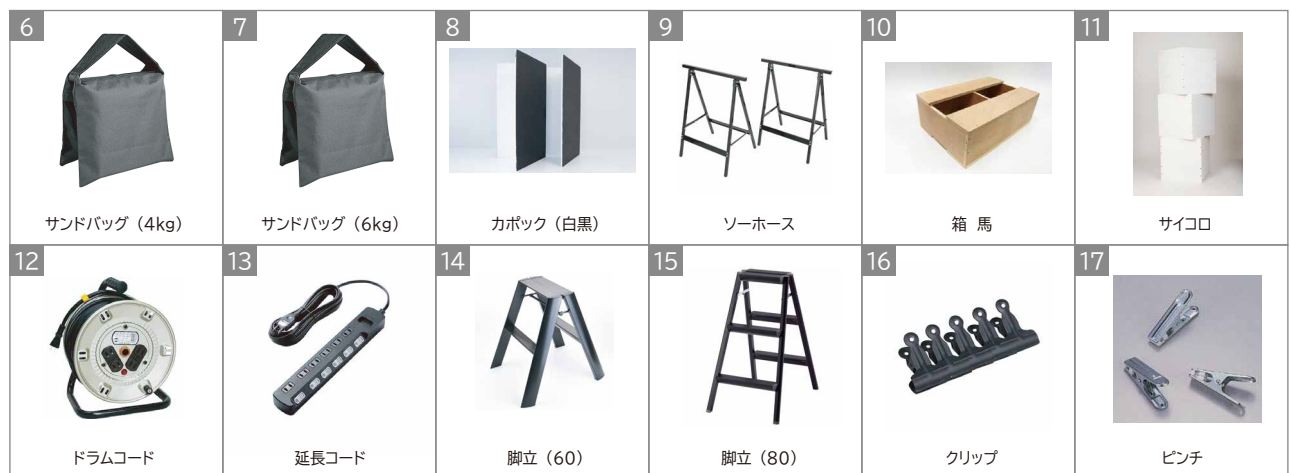 6
7
8
9
10
11
サンドバッグ（4kg）
サンドバッグ（6kg）
カポック（白黒）
ソーホース
箱 馬
サイコロ
12
13
14
15
16
17
ドラムコード
延長コード
脚立（60）
脚立（80）
クリップ
ピンチ